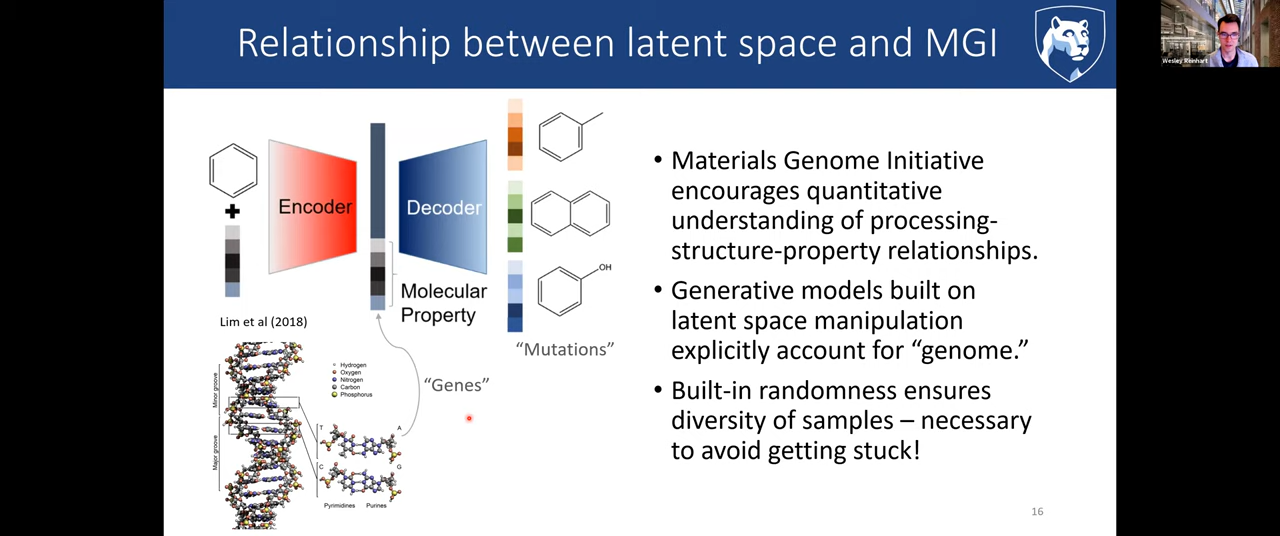 Relationship between latent space and MGI
Wesley Reinhart
Encoder
Decoder
OH
Molecular
Property
Lim et al (2018)
"Mutations"
"Genes"
Minor groove
Major groove
Hydrogen
Oxygen
Nitrogen
Carbon
Phosphorus
T
A
C
G
Pyrimidines
Purines
• Materials Genome Initiative
encourages quantitative
understanding of processing-
structure-property relationships.
• Generative models built on
latent space manipulation
explicitly account for “genome.”
• Built-in randomness ensures
diversity of samples – necessary
to avoid getting stuck!
16